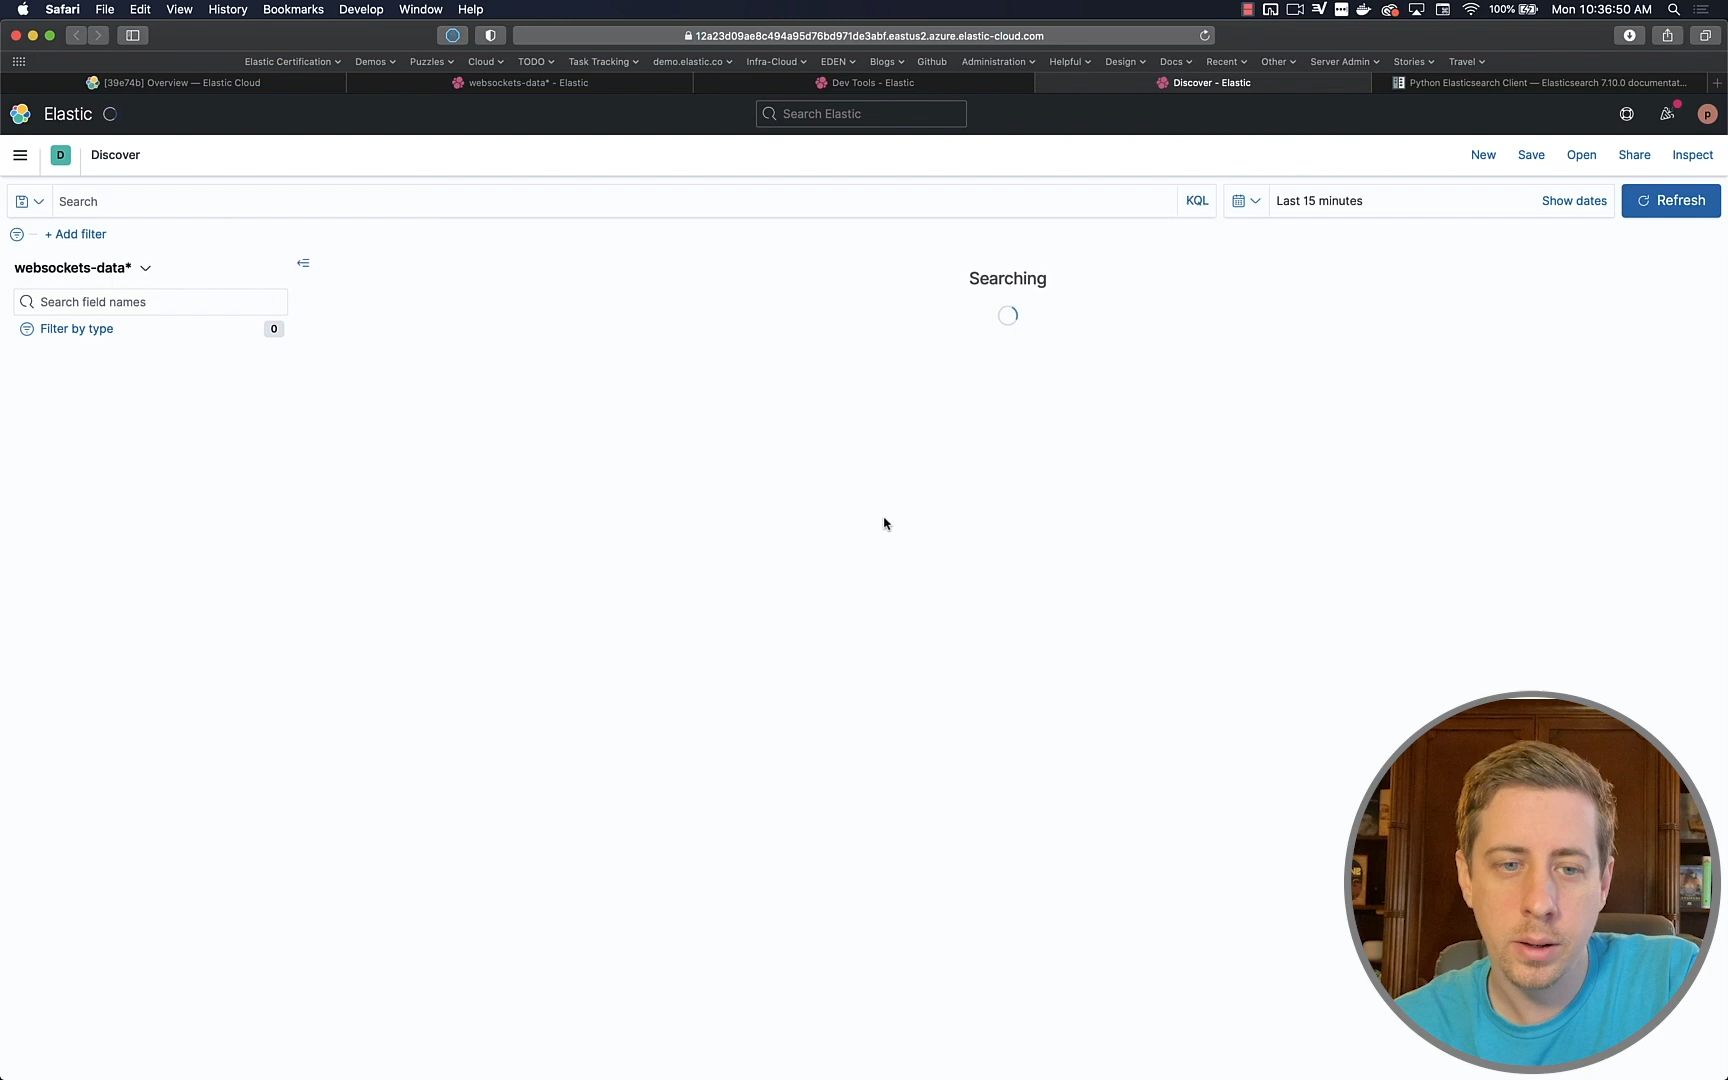 Safari File Edit View History Bookmarks Develop Window Help 100% Mon 10:36:50 AM
12a23d09ae8c494a95d76bd971de3abf.eastus2.azure.elastic-cloud.com
Elastic Certification Demos Puzzles Cloud TODO Task Tracking demo.elastic.co Infra-Cloud EDEN Blogs Github Administration Helpful Design Docs Recent Other Server Admin Stories Travel
[39e74b] Overview — Elastic Cloud websockets-data* - Elastic Dev Tools - Elastic Discover - Elastic Python Elasticsearch Client — Elasticsearch 7.10.0 documentat...
Elastic Search Elastic p
D Discover New Save Open Share Inspect
Search KQL Last 15 minutes Show dates Refresh
+ Add filter
websockets-data*
Searching
Search field names
Filter by type 0